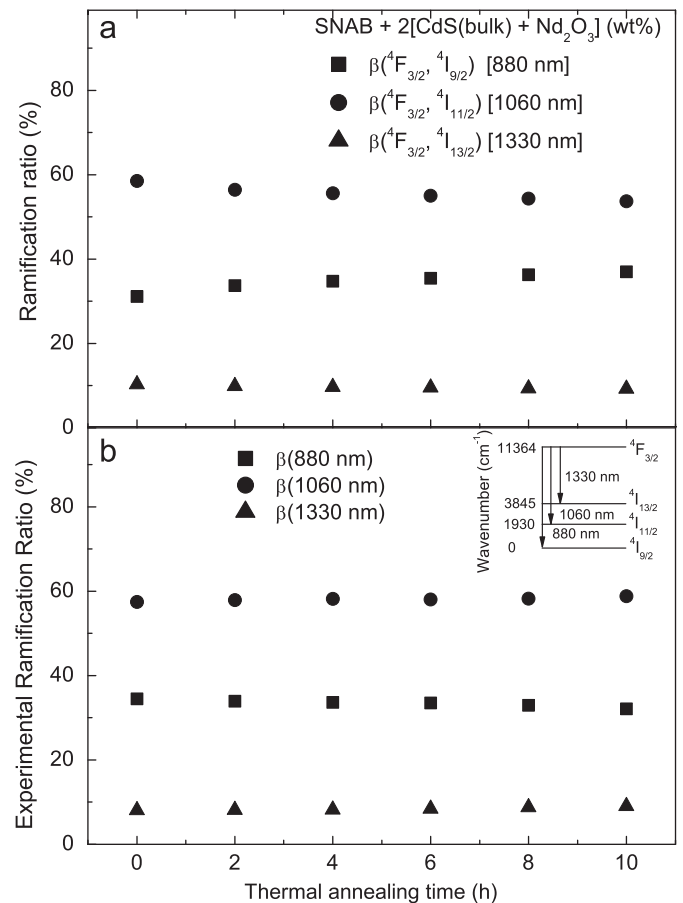 a
SNAB + 2[CdS(bulk) + Nd₂O₃] (wt%)
β(⁴F₃/₂, ⁴I₉/₂) [880 nm]
β(⁴F₃/₂, ⁴I₁₁/₂) [1060 nm]
β(⁴F₃/₂, ⁴I₁₃/₂) [1330 nm]
Ramification ratio (%)
100
80
60
40
20
0
b
β(880 nm)
β(1060 nm)
β(1330 nm)
Wavenumber (cm⁻¹)
11364
⁴F₃/₂
1330 nm
3845
⁴I₁₃/₂
1060 nm
1930
⁴I₁₁/₂
880 nm
0
⁴I₉/₂
Experimental Ramification Ratio (%)
80
60
40
20
0
0 2 4 6 8 10
Thermal annealing time (h)